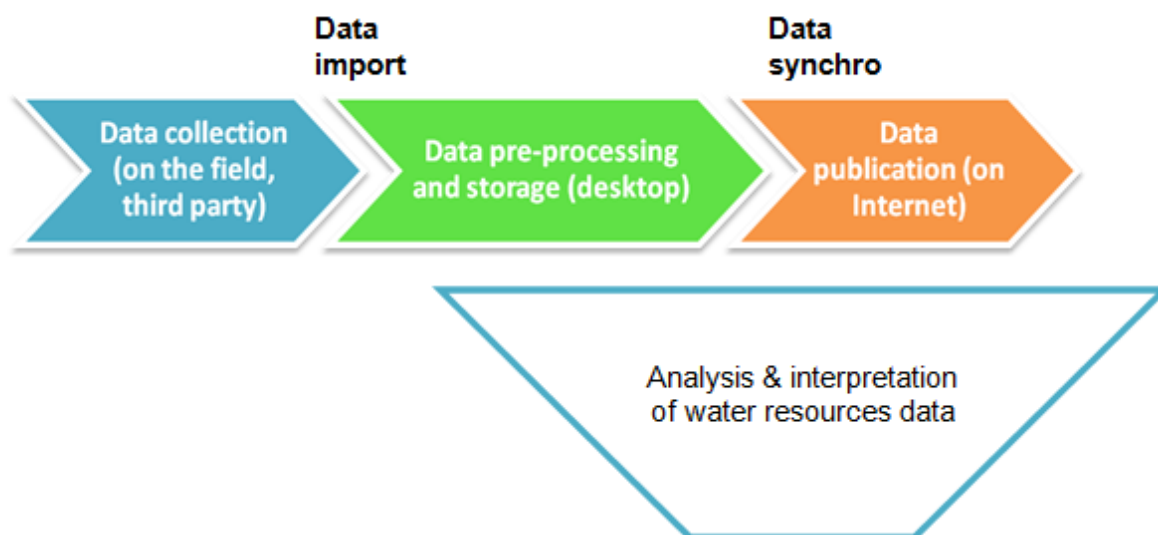 Data
import
Data
synchro
Data collection
(on the field,
third party)
Data pre-processing
and storage (desktop)
Data
publication (on
Internet)
Analysis & interpretation
of water resources data